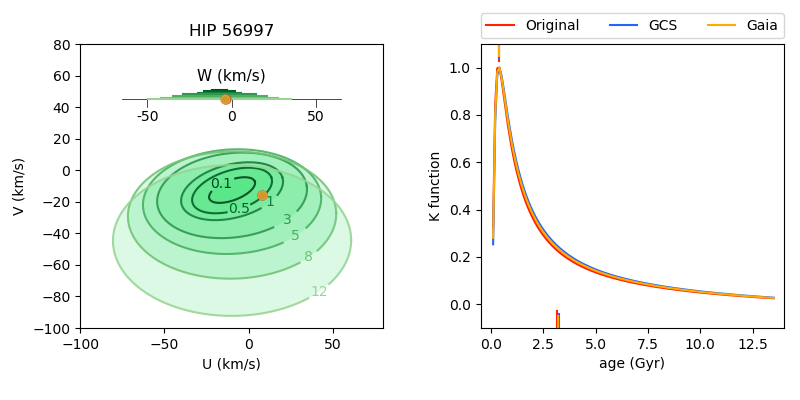 HIP 56997
Original GCS Gaia
80
60
40
20
0
−20
−40
−60
−80
−100
V (km/s)
W (km/s)
-50 0 50
0.1
0.5
1
3
5
8
12
−100 −50 0 50
U (km/s)
1.0
0.8
0.6
0.4
0.2
0.0
K function
0.0 2.5 5.0 7.5 10.0 12.5
age (Gyr)